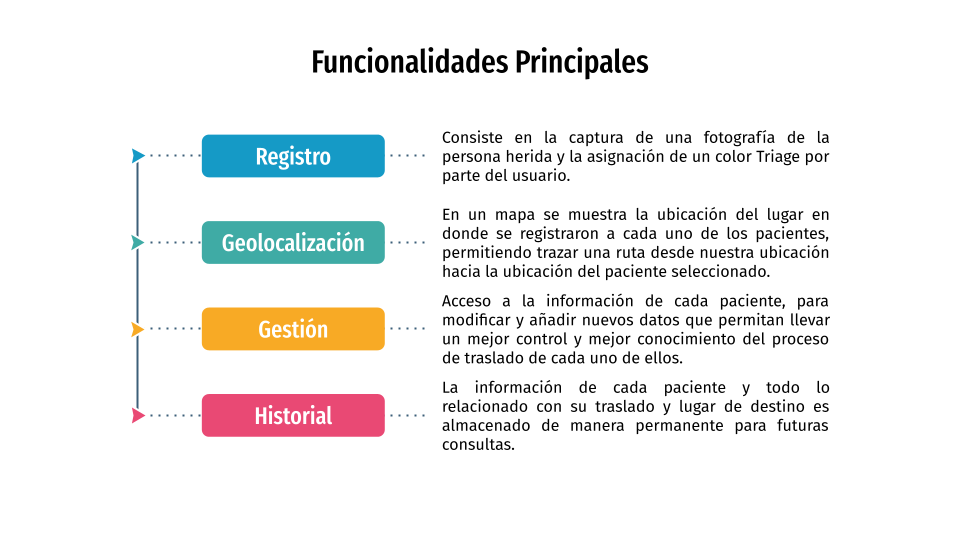 Funcionalidades Principales
Registro
Consiste en la captura de una fotografía de la
persona herida y la asignación de un color Triage por
parte del usuario.
Geolocalización
En un mapa se muestra la ubicación del lugar en
donde se registraron a cada uno de los pacientes,
permitiendo trazar una ruta desde nuestra ubicación
hacia la ubicación del paciente seleccionado.
Gestión
Acceso a la información de cada paciente, para
modificar y añadir nuevos datos que permitan llevar
un mejor control y mejor conocimiento del proceso
de traslado de cada uno de ellos.
Historial
La información de cada paciente y todo lo
relacionado con su traslado y lugar de destino es
almacenado de manera permanente para futuras
consultas.